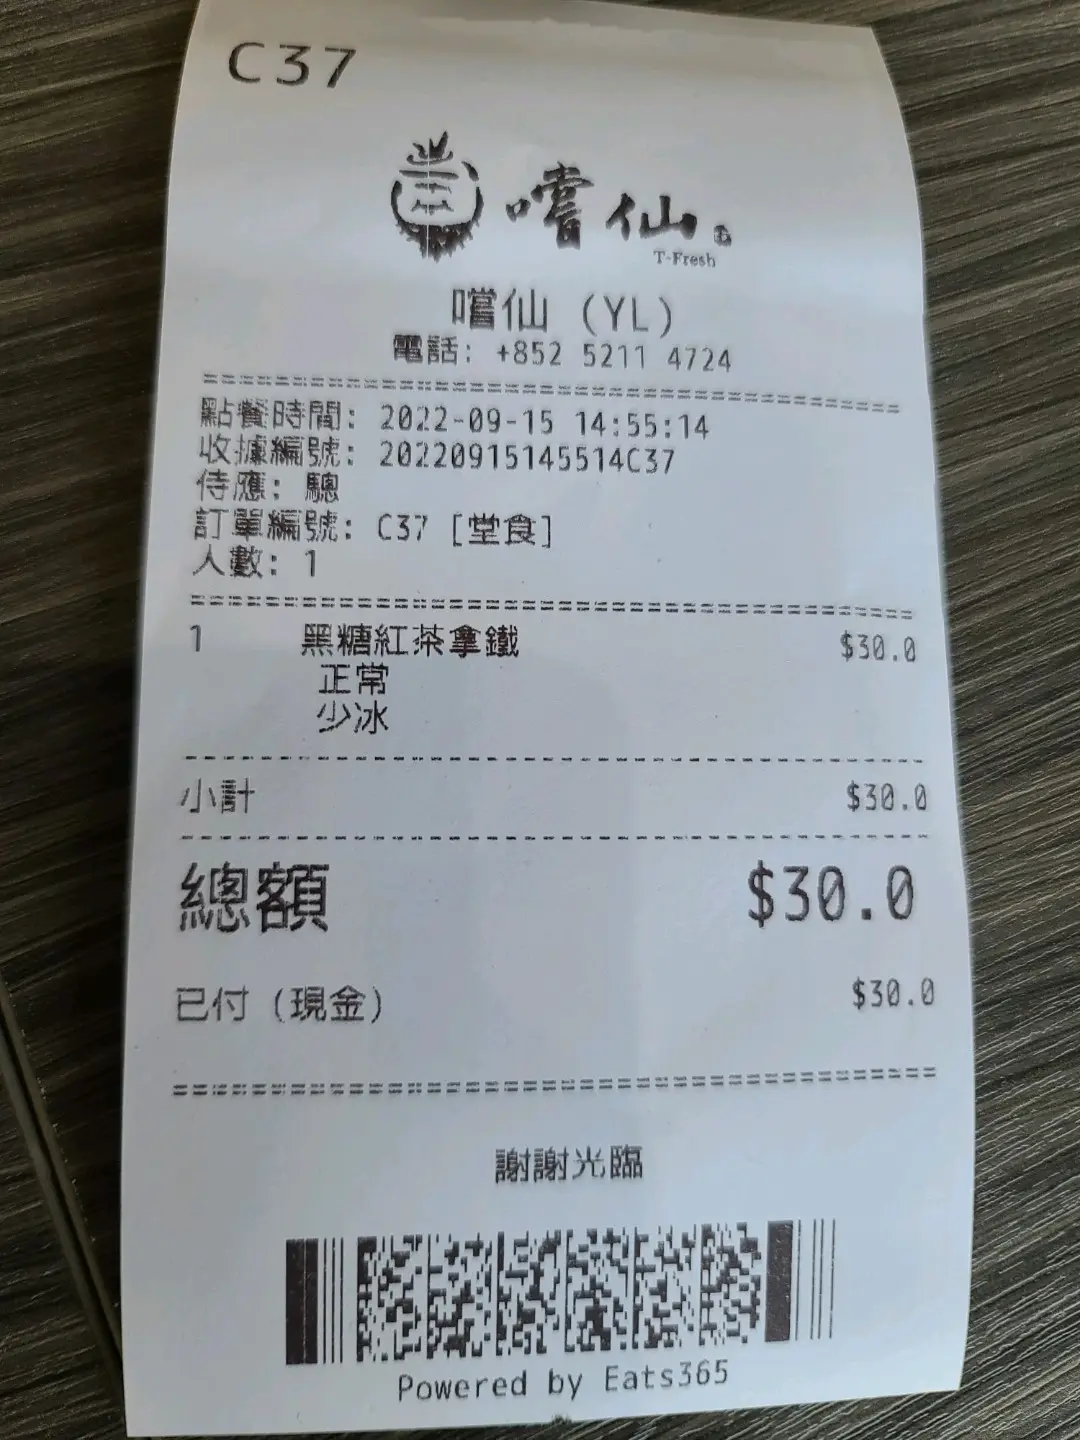 C37
嚐仙
T-Fresh
嚐仙 (YL)
電話: +852 5211 4724
點餐時間: 2022-09-15 14:55:14
收據編號: 20220915145514C37
侍應: 驄
訂單編號: C37 [堂食]
人數: 1
1 黑糖紅茶拿鐵 $30.0
正常
少冰
小計 $30.0
總額 $30.0
已付 (現金) $30.0
謝謝光臨
Powered by Eats365